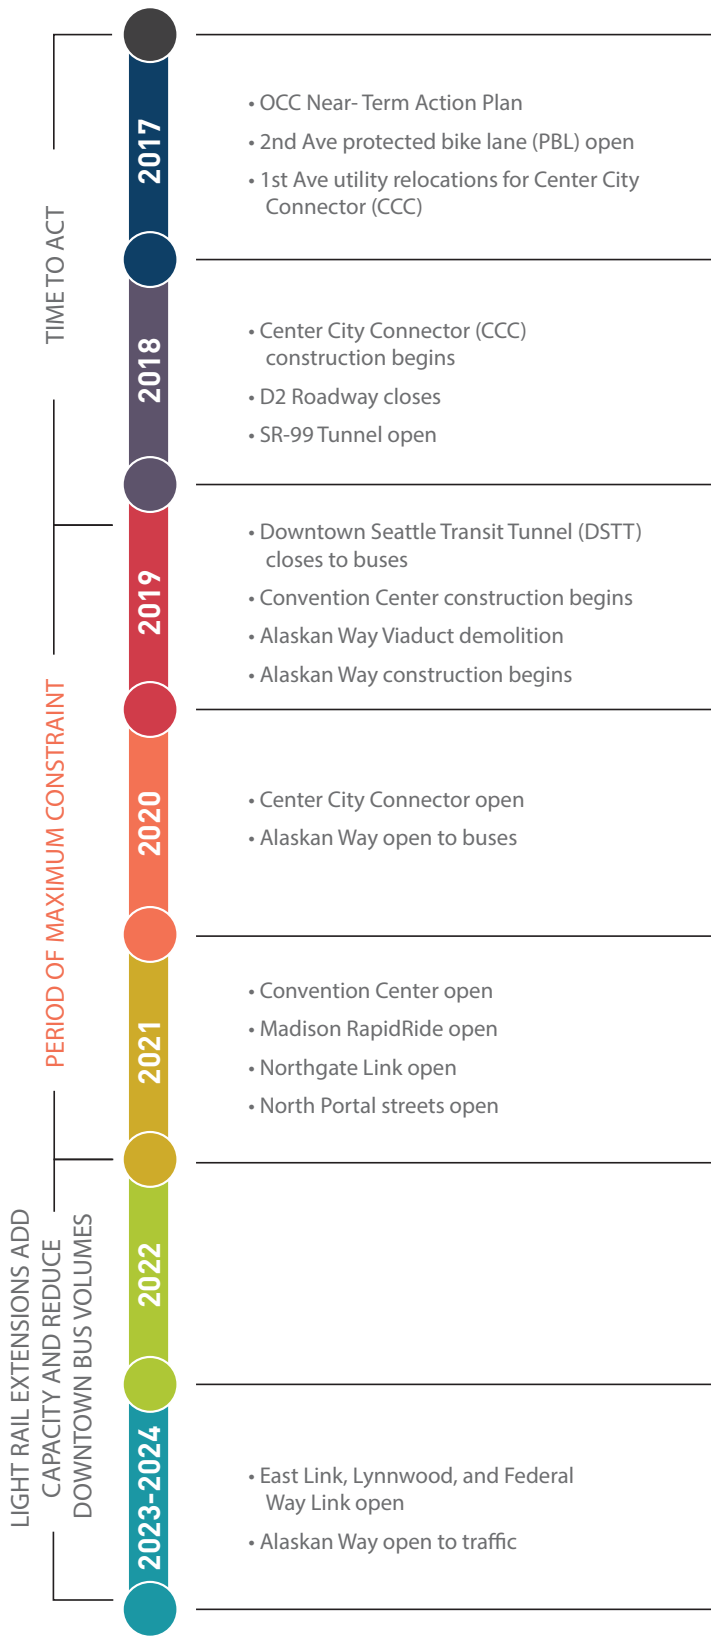 TIME TO ACT
2017
• OCC Near- Term Action Plan
• 2nd Ave protected bike lane (PBL) open
• 1st Ave utility relocations for Center City
Connector (CCC)
2018
• Center City Connector (CCC)
construction begins
• D2 Roadway closes
• SR-99 Tunnel open
PERIOD OF MAXIMUM CONSTRAINT
2019
• Downtown Seattle Transit Tunnel (DSTT)
closes to buses
• Convention Center construction begins
• Alaskan Way Viaduct demolition
• Alaskan Way construction begins
2020
• Center City Connector open
• Alaskan Way open to buses
2021
• Convention Center open
• Madison RapidRide open
• Northgate Link open
• North Portal streets open
LIGHT RAIL EXTENSIONS ADD
CAPACITY AND REDUCE
DOWNTOWN BUS VOLUMES
2022
2023-2024
• East Link, Lynnwood, and Federal
Way Link open
• Alaskan Way open to traffic